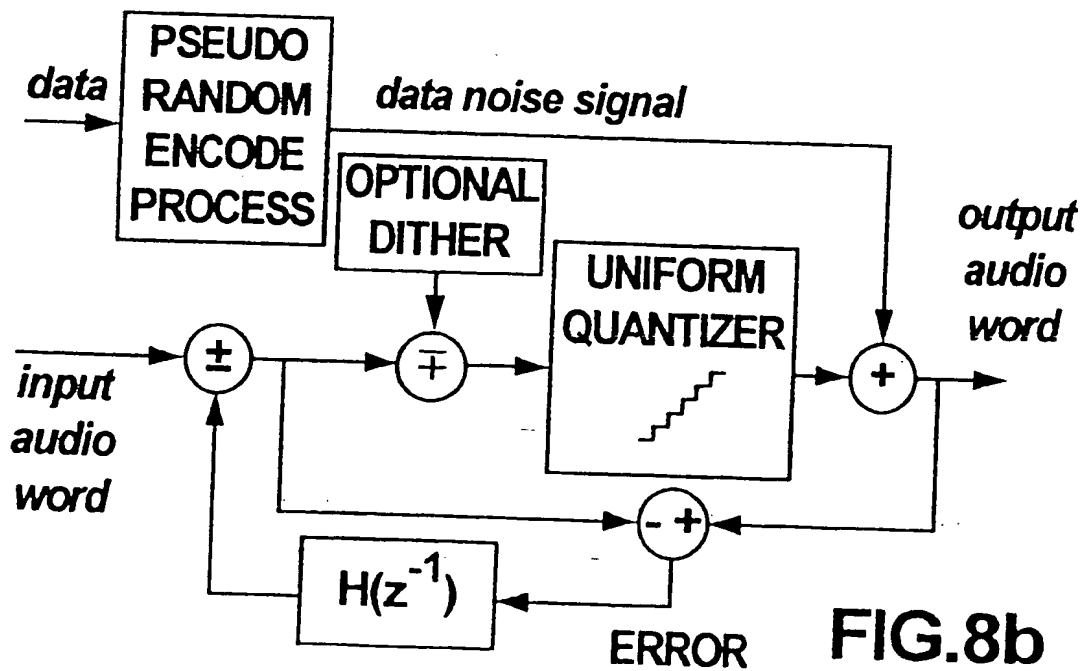 PSEUDO
RANDOM
ENCODE
PROCESS
data
data noise signal
OPTIONAL
DITHER
UNIFORM
QUANTIZER
output
audio
word
±
∓
+
input
audio
word
- +
H(z⁻¹)
ERROR
FIG.8b